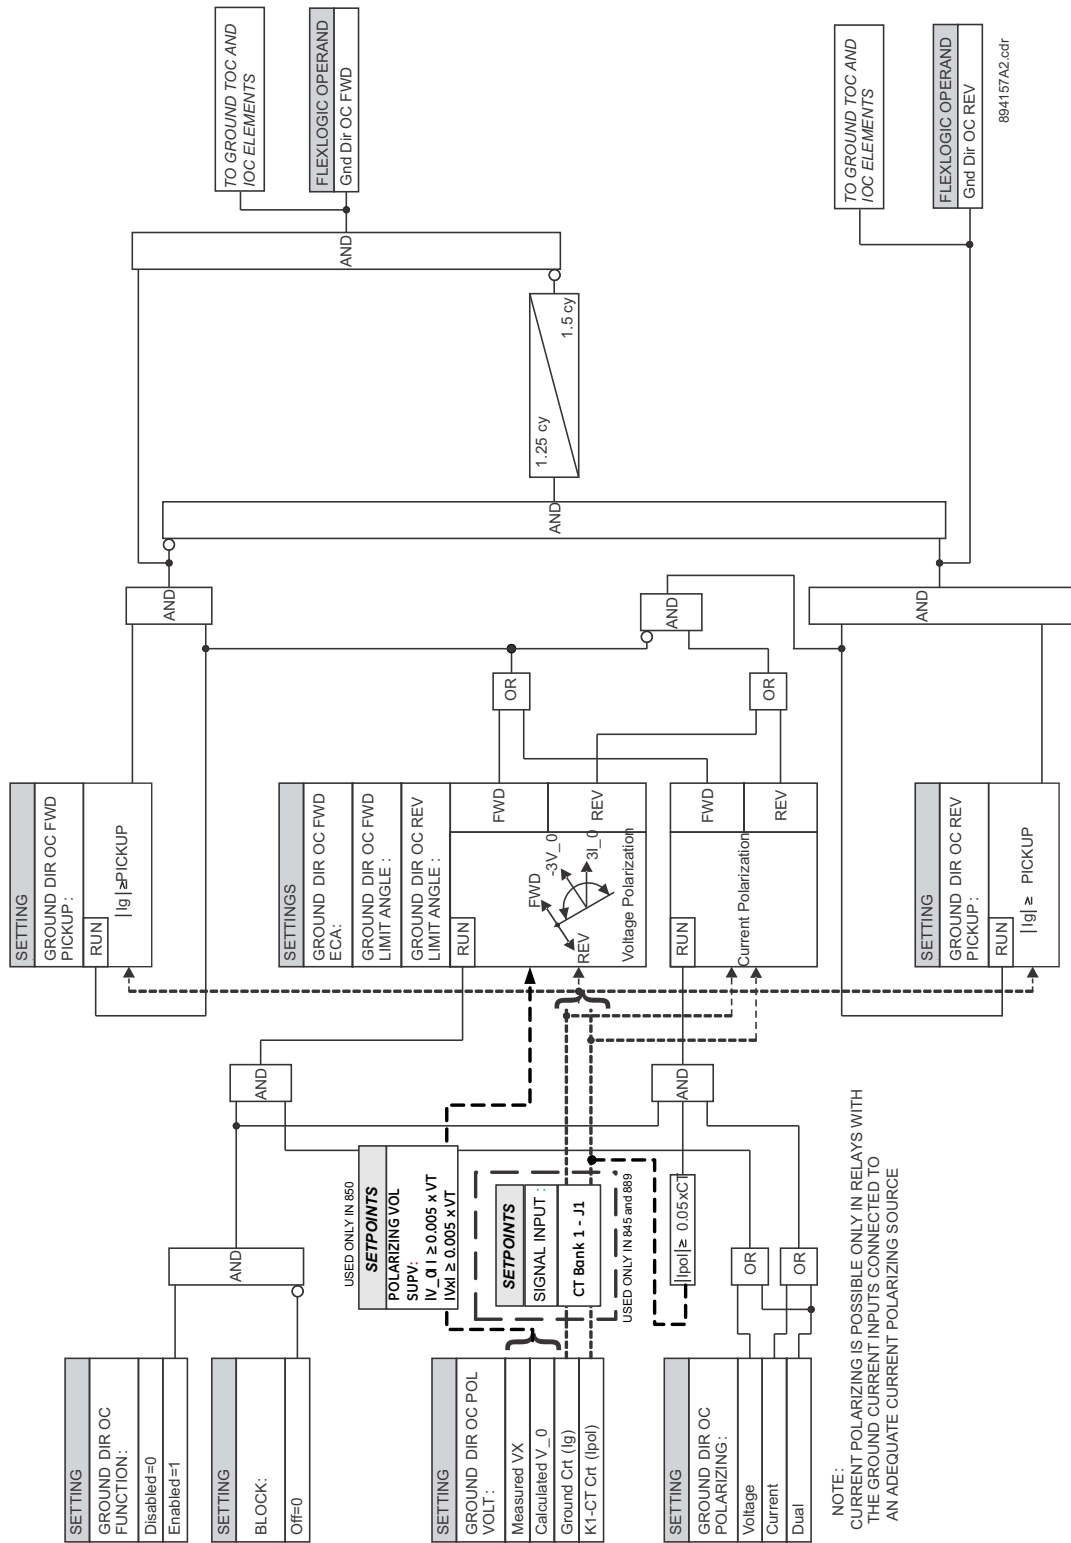 SETTING
GROUND DIR OC
FUNCTION:
Disabled=0
Enabled=1
SETTING
BLOCK:
Off=0
AND
SETTING
GROUND DIR OC POL
VOLT:
Measured VX
Calculated V_0
Ground Crt (Ig)
K1-CT Crt (Ipol)
USED ONLY IN 850
SETPOINTS
POLARIZING VOL
SUPV:
IV_0I I ≥ 0.005 x VT
IVxI ≥ 0.005 x VT
SETPOINTS
SIGNAL INPUT :
CT Bank 1 - J1
USED ONLY IN 845 and 889
SETTING
GROUND DIR OC
POLARIZING:
Voltage
Current
Dual
OR
OR
|Ipol| ≥ 0.05xCT
AND
AND
SETTING
GROUND DIR OC FWD
PICKUP :
RUN
|Ig| ≥ PICKUP
SETTINGS
GROUND DIR OC FWD
ECA:
GROUND DIR OC FWD
LIMIT ANGLE :
GROUND DIR OC REV
LIMIT ANGLE :
RUN
FWD
REV
FWD
-3V_0
3I_0
REV
Voltage Polarization
RUN
FWD
REV
Current Polarization
SETTING
GROUND DIR OC REV
PICKUP :
RUN
|Ig| ≥ PICKUP
OR
OR
AND
AND
AND
AND
1.25 cy
1.5 cy
AND
TO GROUND TOC AND
IOC ELEMENTS
FLEXLOGIC OPERAND
Gnd Dir OC FWD
TO GROUND TOC AND
IOC ELEMENTS
FLEXLOGIC OPERAND
Gnd Dir OC REV
894157A2.cdr
NOTE:
CURRENT POLARIZING IS POSSIBLE ONLY IN RELAYS WITH
THE GROUND CURRENT INPUTS CONNECTED TO
AN ADEQUATE CURRENT POLARIZING SOURCE